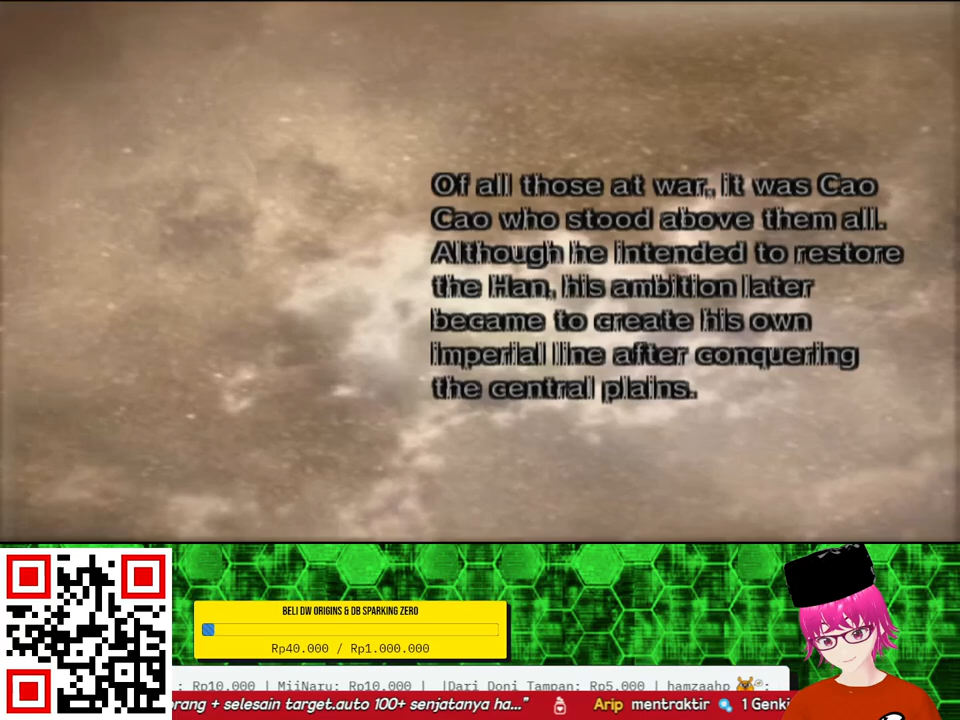 Of all those at war, it was Cao
Cao who stood above them all.
Although he intended to restore
the Han, his ambition later
became to create his own
imperial line after conquering
the central plains.
BELI DW ORIGINS & DB SPARKING ZERO
Rp40.000 / Rp1.000.000
: Rp10.000 | MiiNaru: Rp10.000 | |Dari Doni Tampan: Rp5.000 | hamzaahp :
orang + selesain target.auto 100+ senjatanya ha..." Arip mentraktir 1 Genki